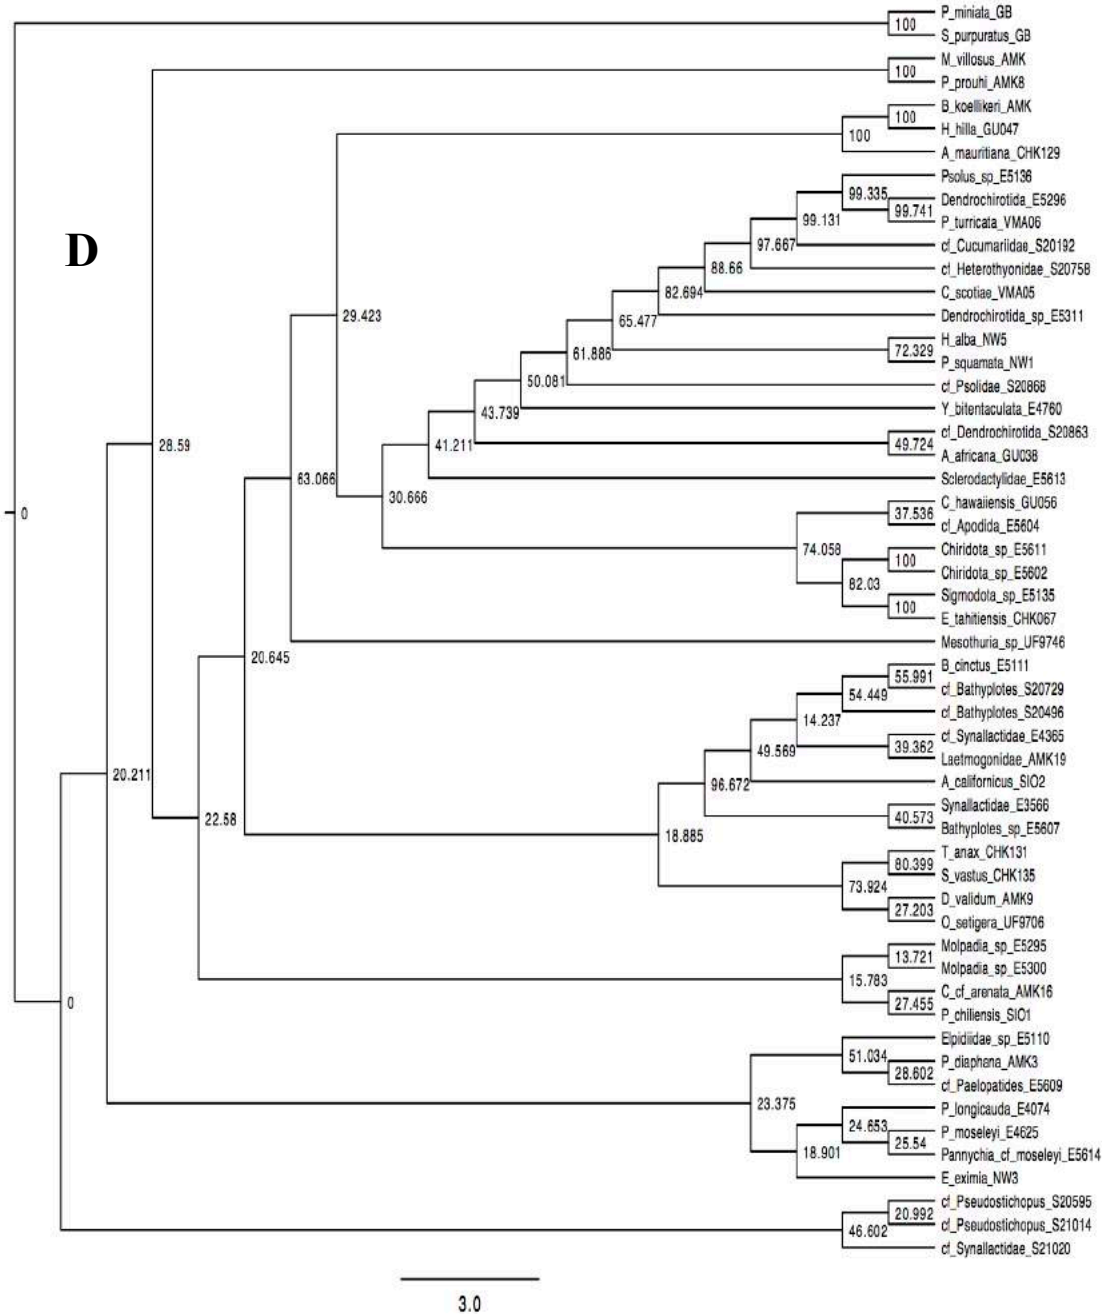 P_miniata_GB
100
S_purpuratus_GB
M_villosus_AMK
100
P_prouhi_AMK8
B_koellikeri_AMK
100
H_hilla_GU047
100
A_mauritiana_CHK129
Psolus_sp_E5136
99.335
Dendrochirotida_E5296
99.741
P_turricata_VMA06
99.131
cf_Cucumariidae_S20192
97.667
D
88.66
cf_Heterothyonidae_S20758
82.694
C_scotiae_VMA05
29.423
65.477
Dendrochirotida_sp_E5311
H_alba_NW5
61.886
72.329
P_squamata_NW1
50.081
cf_Psolidae_S20868
43.739
Y_bitentaculata_E4760
cf_Dendrochirotida_S20863
28.59
41.211
49.724
A_africana_GU038
63.066
Sclerodactylidae_E5613
30.666
C_hawaiiensis_GU056
0
37.536
cf_Apodida_E5604
74.058
Chiridota_sp_E5611
100
Chiridota_sp_E5602
82.03
Sigmodota_sp_E5135
100
E_tahitiensis_CHK067
Mesothuria_sp_UF9746
20.645
B_cinctus_E5111
55.991
cf_Bathyplotes_S20729
54.449
cf_Bathyplotes_S20496
14.237
cf_Synallactidae_E4365
49.569
39.362
Laetmogonidae_AMK19
20.211
96.672
A_californicus_SIO2
Synallactidae_E3566
22.58
40.573
Bathyplotes_sp_E5607
18.885
T_anax_CHK131
80.399
S_vastus_CHK135
73.924
D_validum_AMK9
27.203
O_setigera_UF9706
Molpadia_sp_E5295
13.721
Molpadia_sp_E5300
15.783
C_cf_arenata_AMK16
0
27.455
P_chiliensis_SIO1
Elpidiidae_sp_E5110
51.034
P_diaphana_AMK3
28.602
cf_Paelopatides_E5609
23.375
P_longicauda_E4074
24.653
P_moseleyi_E4625
25.54
18.901
Pannychia_cf_moseleyi_E5614
E_eximia_NW3
cf_Pseudostichopus_S20595
20.992
cf_Pseudostichopus_S21014
46.602
cf_Synallactidae_S21020
3.0